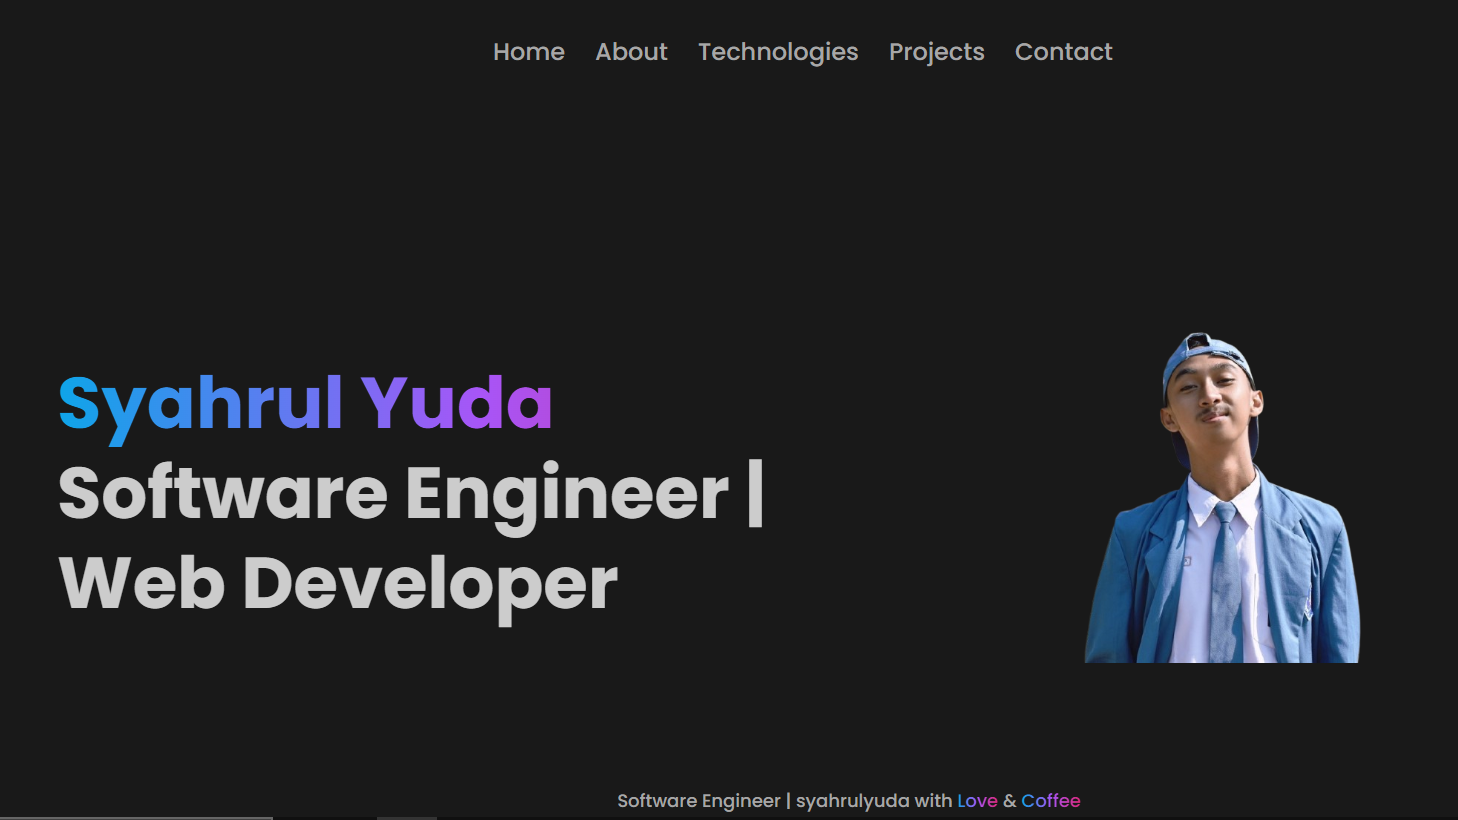 Home About Technologies Projects Contact
Syahrul Yuda
Software Engineer |
Web Developer
Software Engineer | syahrulyuda with Love & Coffee